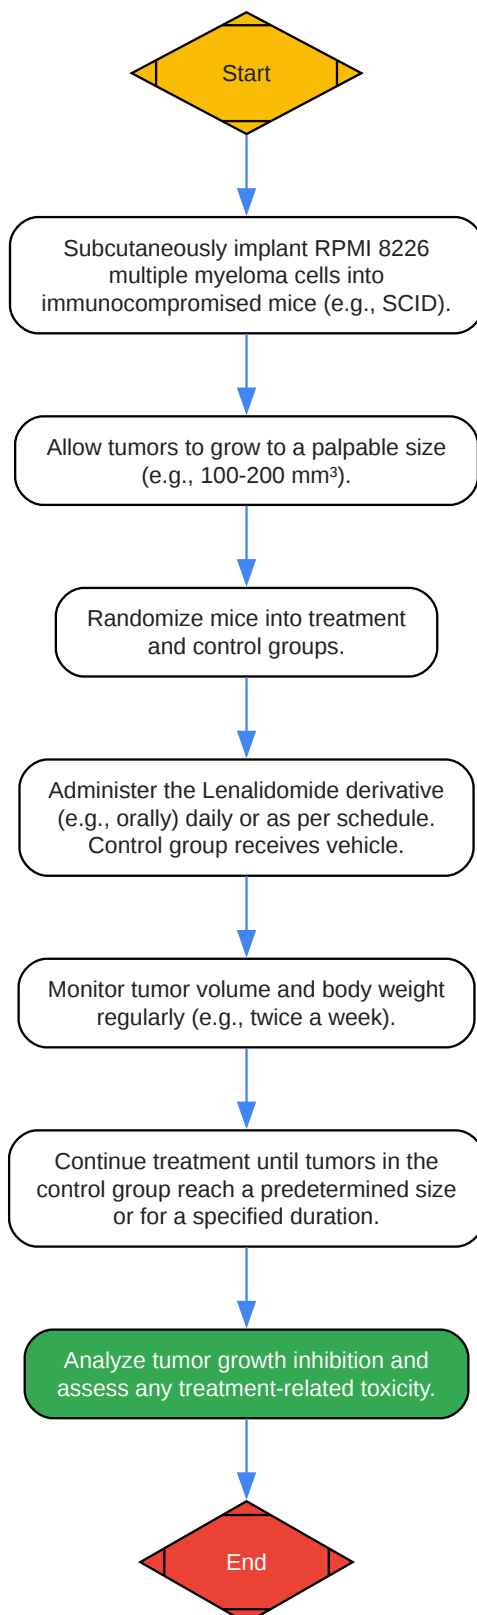 Start
Subcutaneously implant RPMI 8226
multiple myeloma cells into
immunocompromised mice (e.g., SCID).
Allow tumors to grow to a palpable size
(e.g., 100-200 mm³).
Randomize mice into treatment
and control groups.
Administer the Lenalidomide derivative
(e.g., orally) daily or as per schedule.
Control group receives vehicle.
Monitor tumor volume and body weight
regularly (e.g., twice a week).
Continue treatment until tumors in the
control group reach a predetermined size
or for a specified duration.
Analyze tumor growth inhibition and
assess any treatment-related toxicity.
End